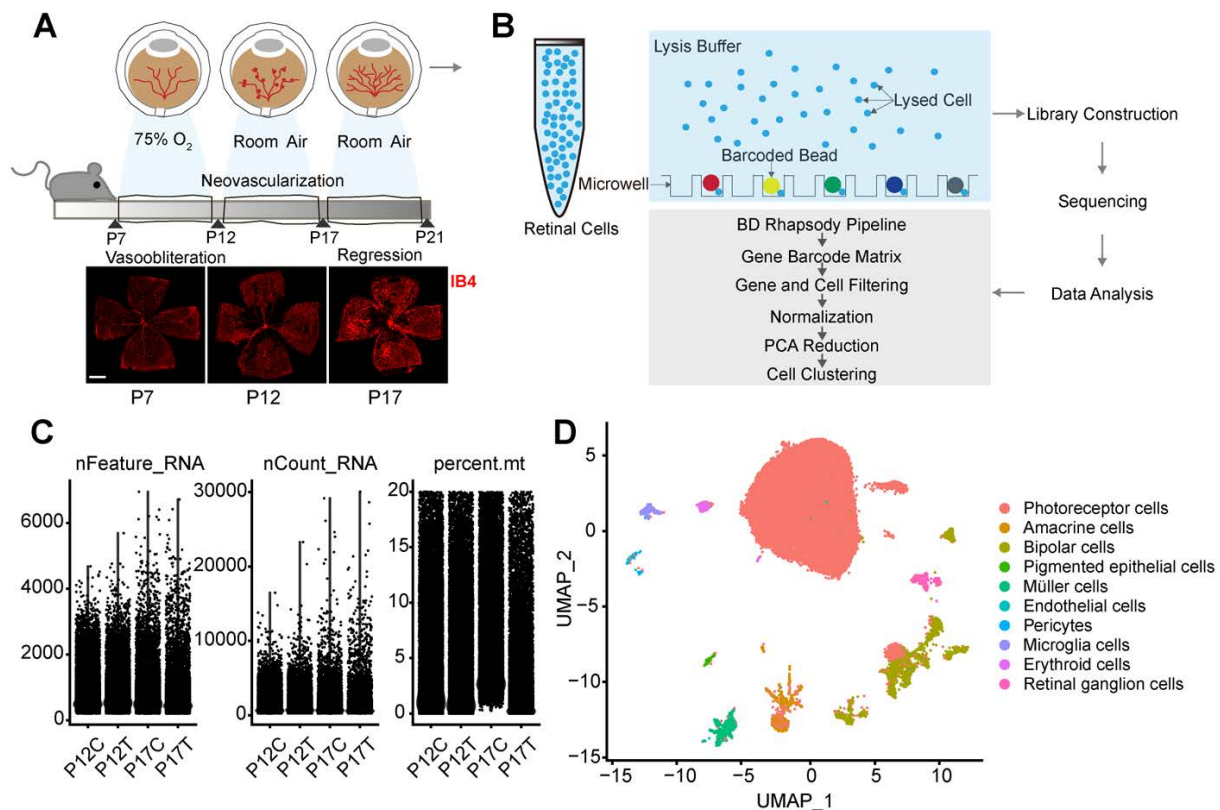 A
75% O2
Room Air
Room Air
Neovascularization
P7
P12
P17
P21
Vasoobliteration
Regression
IB4
P7
P12
P17
B
Lysis Buffer
Lysed Cell
Barcoded Bead
Microwell
Retinal Cells
Library Construction
Sequencing
Data Analysis
BD Rhapsody Pipeline
Gene Barcode Matrix
Gene and Cell Filtering
Normalization
PCA Reduction
Cell Clustering
C
nFeature_RNA
6000
4000
2000
0
P12C
P12T
P17C
P17T
nCount_RNA
30000
20000
10000
0
P12C
P12T
P17C
P17T
percent.mt
20
15
10
5
0
P12C
P12T
P17C
P17T
D
UMAP_2
5
0
−5
−10
−15
−15
−10
−5
0
5
10
UMAP_1
Photoreceptor cells
Amacrine cells
Bipolar cells
Pigmented epithelial cells
Müller cells
Endothelial cells
Pericytes
Microglia cells
Erythroid cells
Retinal ganglion cells